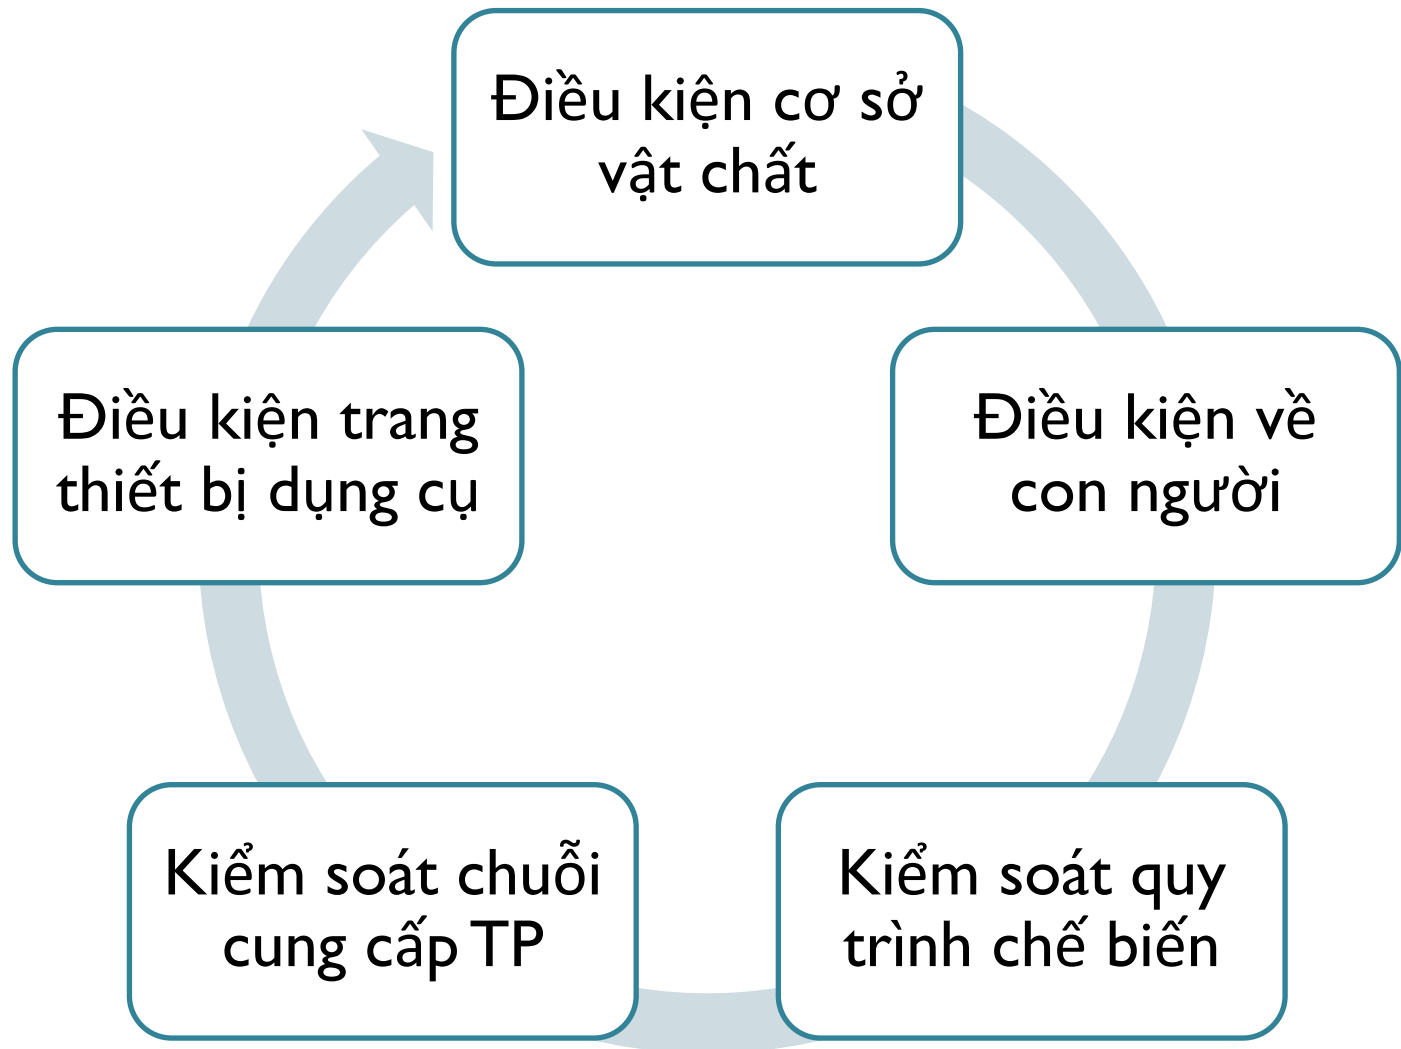 Điều kiện cơ sở
vật chất
Điều kiện về
con người
Kiểm soát quy
trình chế biến
Kiểm soát chuỗi
cung cấp TP
Điều kiện trang
thiết bị dụng cụ